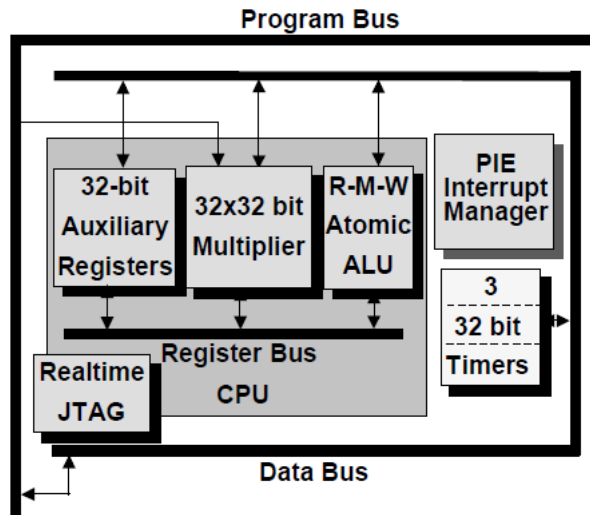 Program Bus
32-bit
Auxiliary
Registers
32x32 bit
Multiplier
R-M-W
Atomic
ALU
PIE
Interrupt
Manager
3
32 bit
Timers
Register Bus
CPU
Realtime
JTAG
Data Bus